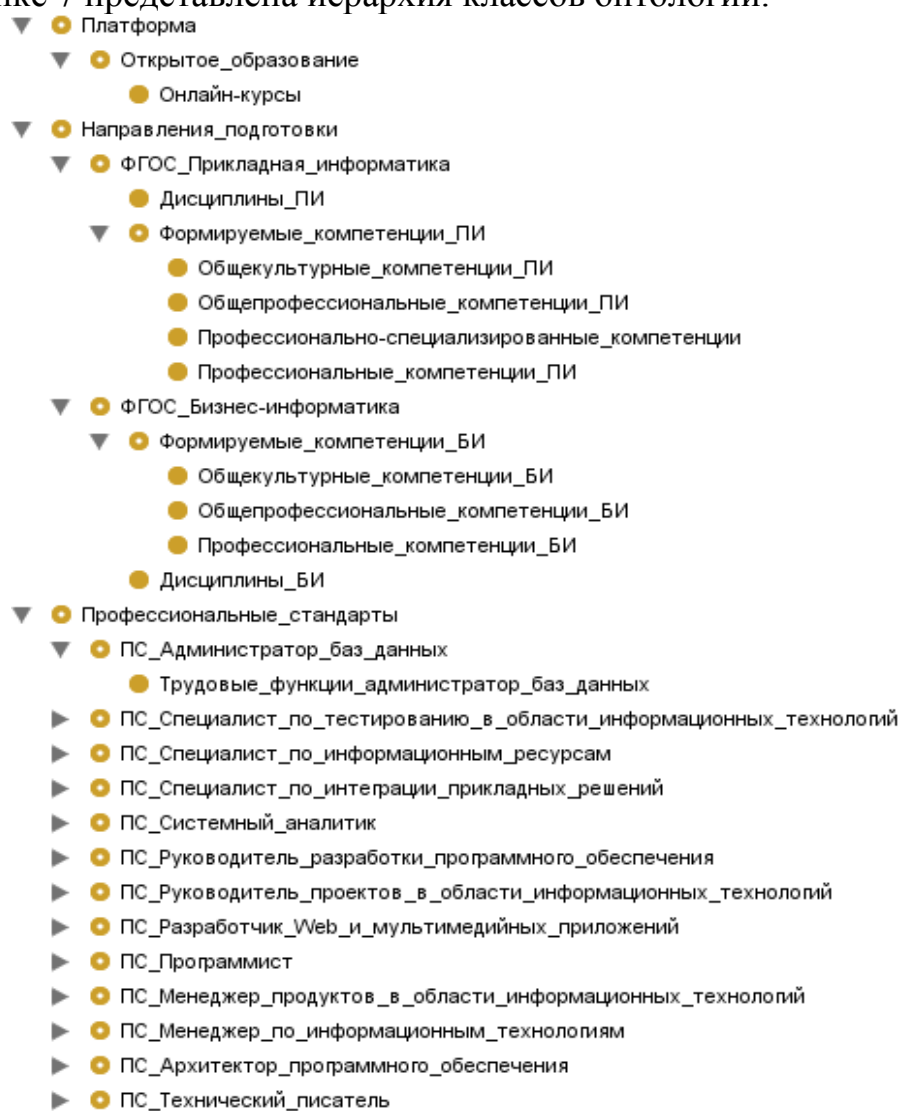 7 представлена иерархия классов онтологии.
Платформа
Открытое_образование
Онлайн-курсы
Направления_подготовки
ФГОС_Прикладная_информатика
Дисциплины_ПИ
Формируемые_компетенции_ПИ
Общекультурные_компетенции_ПИ
Общепрофессиональные_компетенции_ПИ
Профессионально-специализированные_компетенции
Профессиональные_компетенции_ПИ
ФГОС_Бизнес-информатика
Формируемые_компетенции_БИ
Общекультурные_компетенции_БИ
Общепрофессиональные_компетенции_БИ
Профессиональные_компетенции_БИ
Дисциплины_БИ
Профессиональные_стандарты
ПС_Администратор_баз_данных
Трудовые_функции_администратор_баз_данных
ПС_Специалист_по_тестированию_в_области_информационных_технологий
ПС_Специалист_по_информационным_ресурсам
ПС_Специалист_по_интеграции_прикладных_решений
ПС_Системный_аналитик
ПС_Руководитель_разработки_программного_обеспечения
ПС_Руководитель_проектов_в_области_информационных_технологий
ПС_Разработчик_Web_и_мультимедийных_приложений
ПС_Программист
ПС_Менеджер_продуктов_в_области_информационных_технологий
ПС_Менеджер_по_информационным_технологиям
ПС_Архитектор_программного_обеспечения
ПС_Технический_писатель